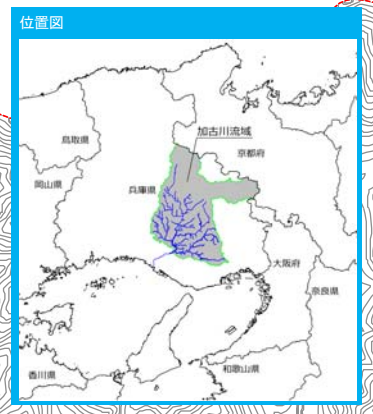 位置図
加古川流域
鳥取県
京都府
岡山県
兵庫県
大阪府
奈良県
和歌山県
香川県